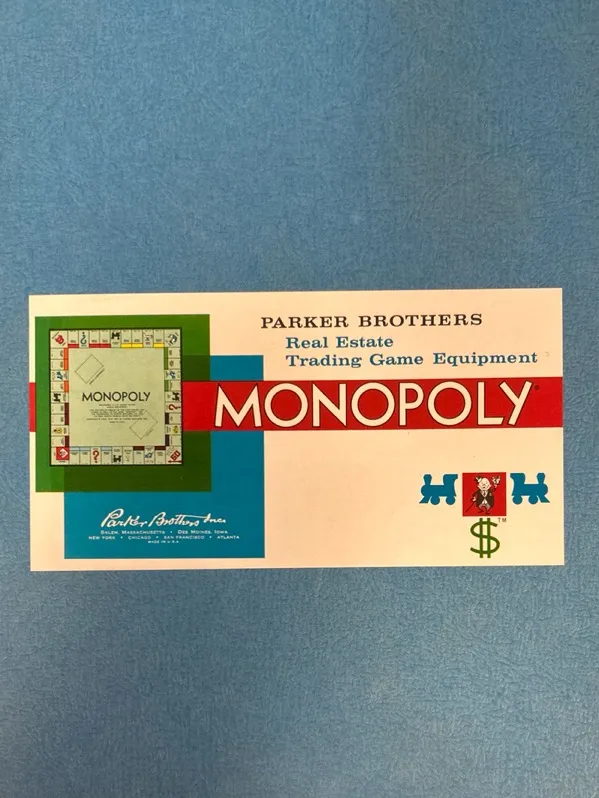 PARKER BROTHERS
Real Estate
Trading Game Equipment
MONOPOLY®
MONOPOLY
Parker Brothers Inc.
SALEM, MASSACHUSETTS • DES MOINES, IOWA
NEW YORK • CHICAGO • SAN FRANCISCO • ATLANTA
MADE IN U.S.A.
TM
$